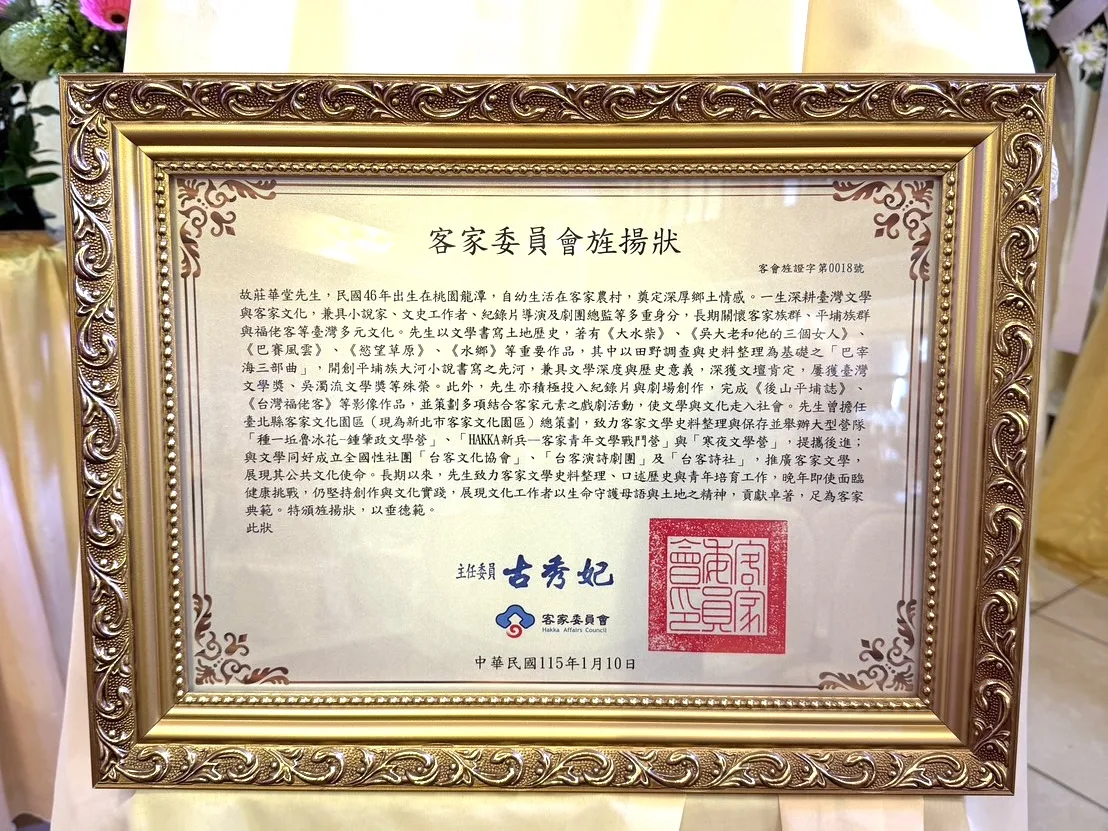 客家委員會旌揚狀
客會旌證字第0018號
故莊華堂先生，民國46年出生在桃園龍潭，自幼生活在客家農村，奠定深厚鄉土情感。一生深耕臺灣文學
與客家文化，兼具小說家、文史工作者、紀錄片導演及劇團總監等多重身分，長期關懷客家族群、平埔族群
與福佬客等臺灣多元文化。先生以文學書寫土地歷史，著有《大水柴》、《吳大老和他的三個女人》、
《巴賽風雲》、《慾望草原》、《水鄉》等重要作品，其中以田野調查與史料整理為基礎之「巴宰
海三部曲」，開創平埔族大河小說書寫之先河，兼具文學深度與歷史意義，深獲文壇肯定，屢獲臺灣
文學獎、吳濁流文學獎等殊榮。此外，先生亦積極投入紀錄片與劇場創作，完成《後山平埔誌》、
《台灣福佬客》等影像作品，並策劃多項結合客家元素之戲劇活動，使文學與文化走入社會。先生曾擔任
臺北縣客家文化園區（現為新北市客家文化園區）總策劃，致力客家文學史料整理與保存並舉辦大型營隊
「種一坵魯冰花—鍾肇政文學營」、「HAKKA新兵—客家青年文學戰鬥營」與「寒夜文學營」，提攜後進；
與文學同好成立全國性社團「台客文化協會」、「台客演詩劇團」及「台客詩社」，推廣客家文學，
展現其公共文化使命。長期以來，先生致力客家文學史料整理、口述歷史與青年培育工作，晚年即使面臨
健康挑戰，仍堅持創作與文化實踐，展現文化工作者以生命守護母語與土地之精神，貢獻卓著，足為客家
典範。特頒旌揚狀，以垂德範。
此狀
主任委員 古秀妃
客家委員會
Hakka Affairs Council
客家委員會印
中華民國115年1月10日